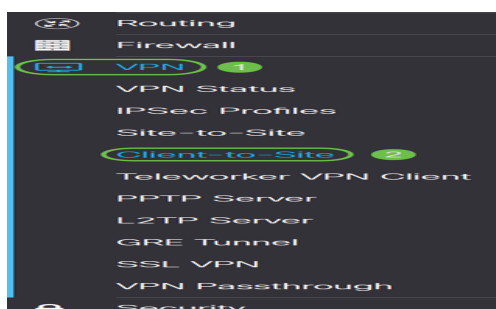 Routing
Firewall
VPN 1
VPN Status
IPSec Profiles
Site-to-Site
Client-to-Site 2
Teleworker VPN Client
PPTP Server
L2TP Server
GRE Tunnel
SSL VPN
VPN Passthrough
Security